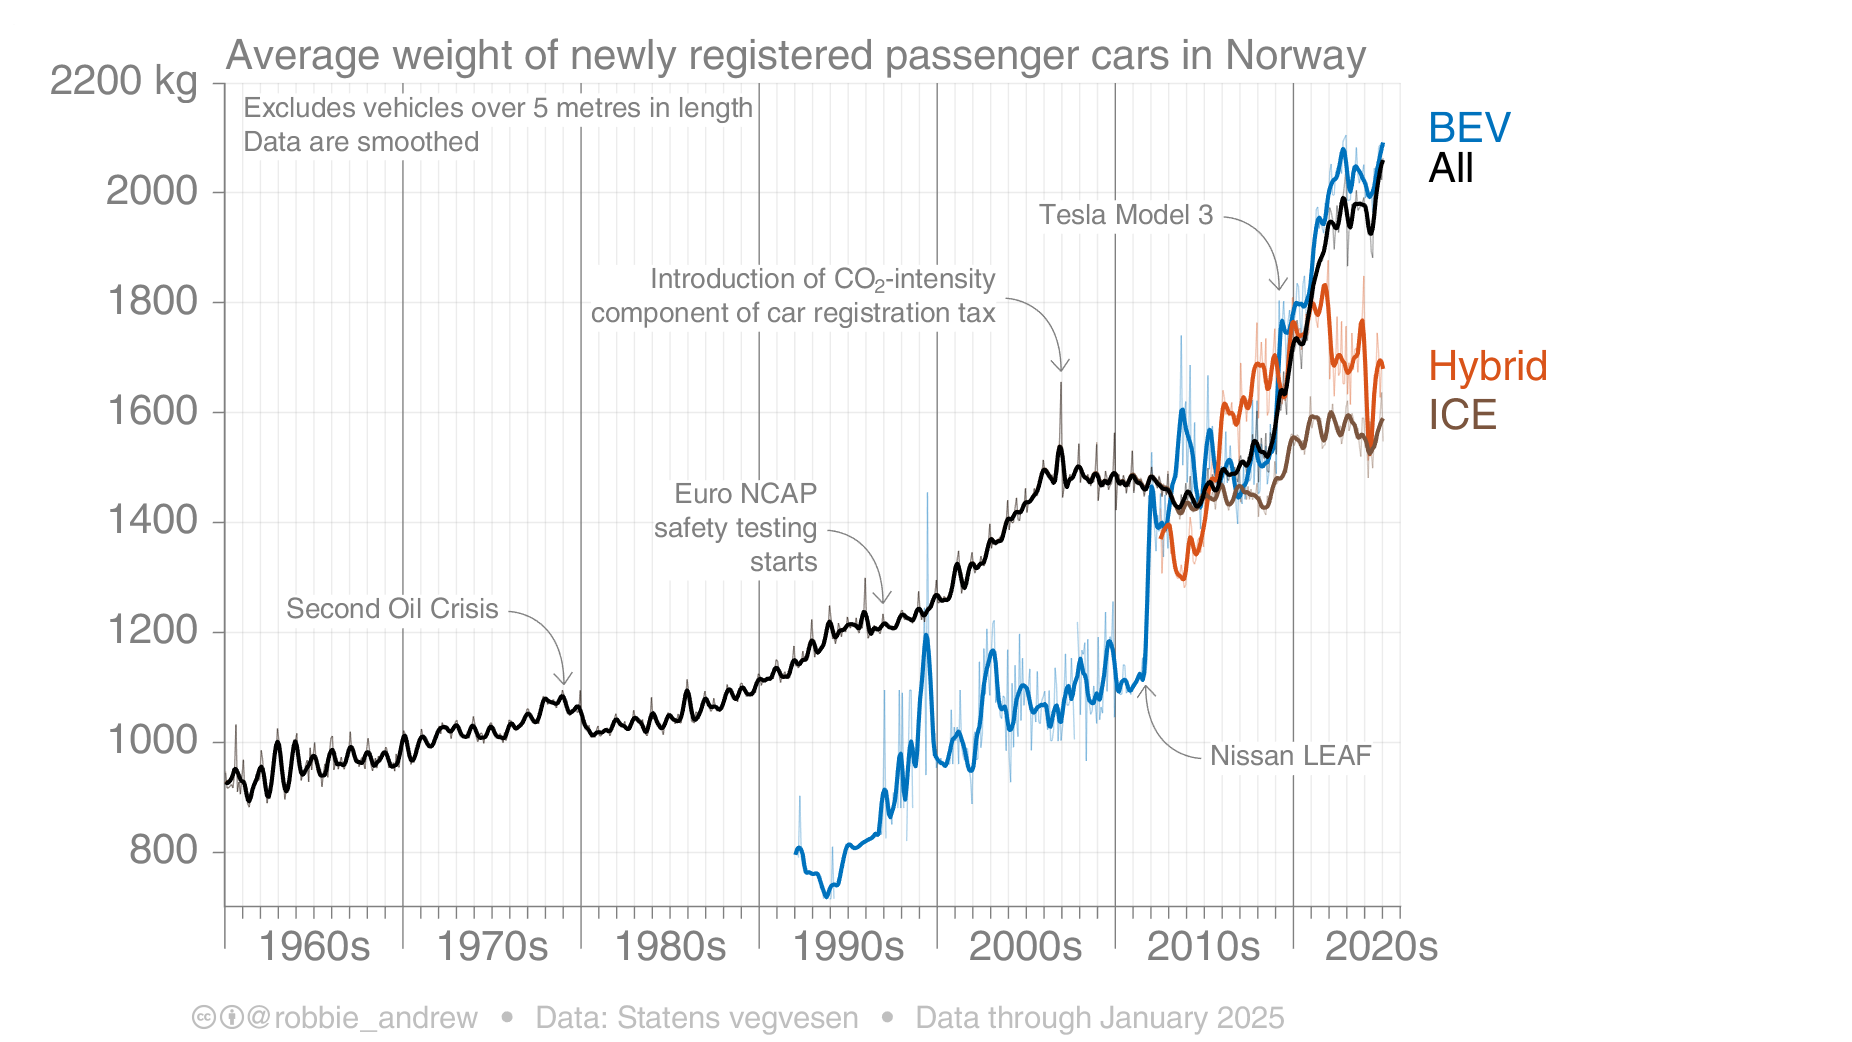 Average weight of newly registered passenger cars in Norway
2200 kg
Excludes vehicles over 5 metres in length
Data are smoothed
BEV
All
2000
Tesla Model 3
1800
Introduction of CO₂-intensity
component of car registration tax
Hybrid
ICE
1600
Euro NCAP
safety testing
starts
1400
Second Oil Crisis
1200
1000
Nissan LEAF
800
1960s 1970s 1980s 1990s 2000s 2010s 2020s
@robbie_andrew • Data: Statens vegvesen • Data through January 2025